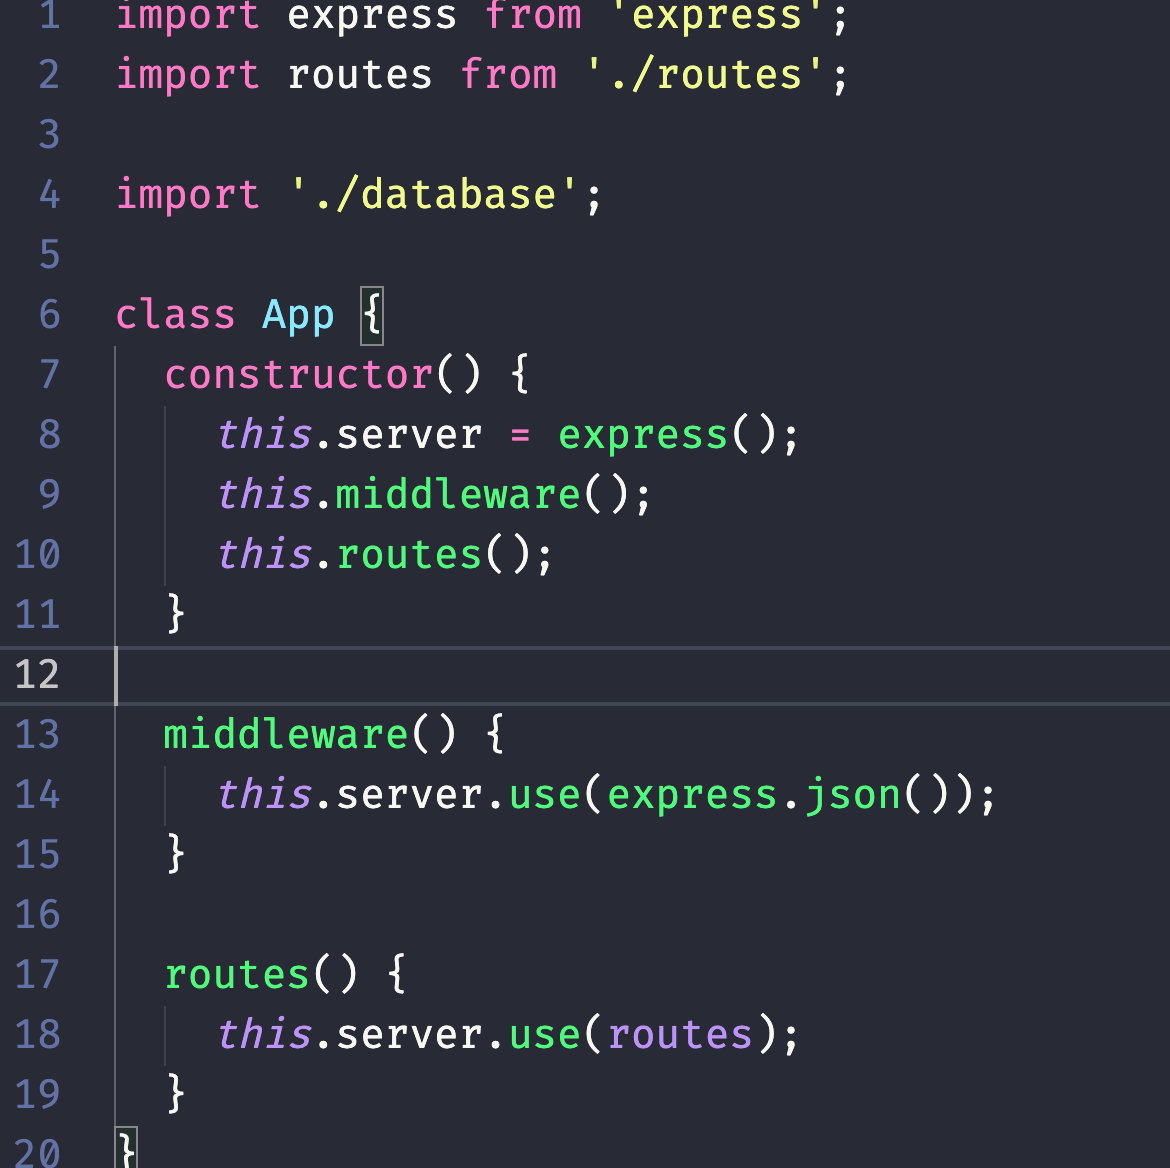 1 import express from 'express';
2 import routes from './routes';
3
4 import './database';
5
6 class App {
7   constructor() {
8     this.server = express();
9     this.middleware();
10     this.routes();
11   }
12
13   middleware() {
14     this.server.use(express.json());
15   }
16
17   routes() {
18     this.server.use(routes);
19   }
20 }